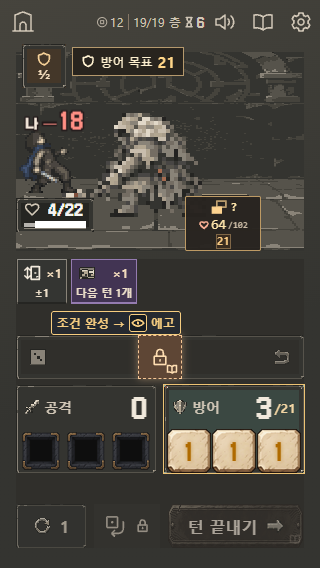 12 | 19/19 층 6
½
방어 목표 21
나 -18
4/22
?
64/102
21
×1
±1
×1
다음 턴 1개
조건 완성 → 예고
공격 0
방어 3/21
1 1 1
1
턴 끝내기